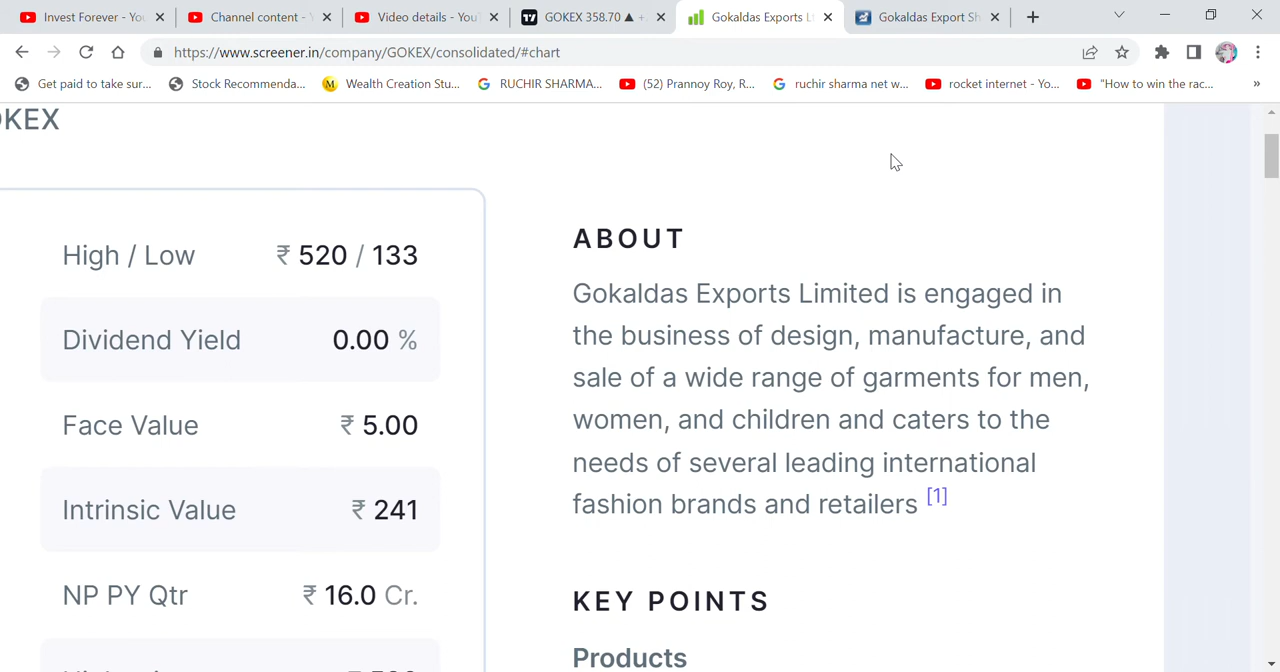 Invest Forever - You
Channel content - Y
Video details - YouT
GOKEX 358.70 ▲ +
Gokaldas Exports Lt
Gokaldas Export Sh
https://www.screener.in/company/GOKEX/consolidated/#chart
Get paid to take sur...
Stock Recommenda...
Wealth Creation Stu...
RUCHIR SHARMA...
(52) Prannoy Roy, R...
ruchir sharma net w...
rocket internet - Yo...
"How to win the rac...
»
OKEX
High / Low ₹ 520 / 133
Dividend Yield 0.00 %
Face Value ₹ 5.00
Intrinsic Value ₹ 241
NP PY Qtr ₹ 16.0 Cr.
ABOUT
Gokaldas Exports Limited is engaged in
the business of design, manufacture, and
sale of a wide range of garments for men,
women, and children and caters to the
needs of several leading international
fashion brands and retailers [1]
KEY POINTS
Products